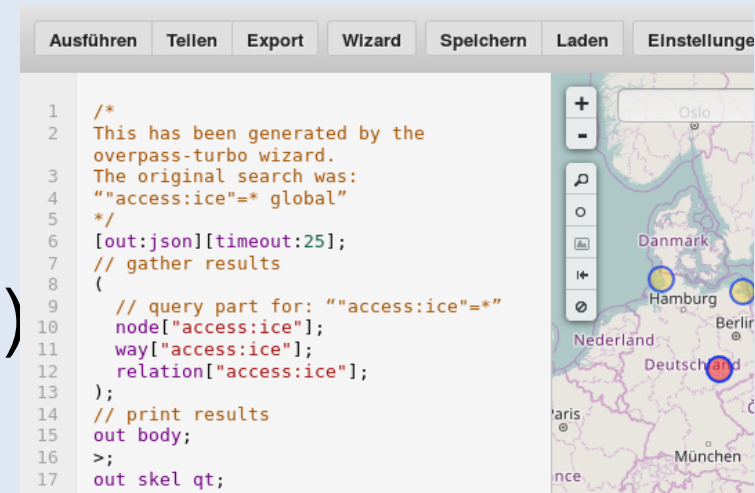 Ausführen Teilen Export Wizard Speichern Laden Einstellunge
1 /*
2 This has been generated by the
overpass-turbo wizard.
3 The original search was:
4 “"access:ice"=* global”
5 */
6 [out:json][timeout:25];
7 // gather results
8 (
9 // query part for: “"access:ice"=*”
10 node["access:ice"];
11 way["access:ice"];
12 relation["access:ice"];
13 );
14 // print results
15 out body;
16 >;
17 out skel qt;
)
+
-
Oslo
Danmark
Hamburg
Berlin
Nederland
Deutschland
Paris
München
nce